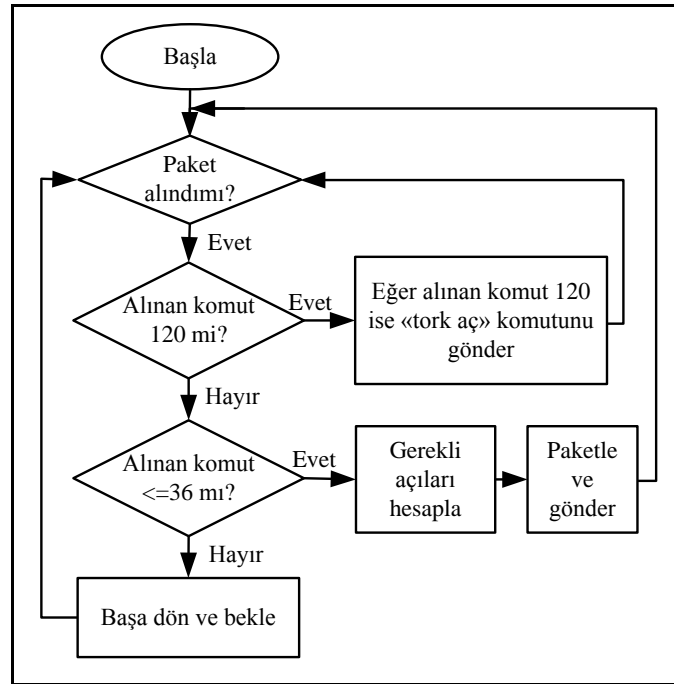 Başla
Paket
alındımı?
Evet
Alınan komut
120 mi?
Evet
Eğer alınan komut 120
ise «tork aç» komutunu
gönder
Hayır
Alınan komut
<=36 mı?
Evet
Gerekli
açıları
hesapla
Paketle
ve
gönder
Hayır
Başa dön ve bekle